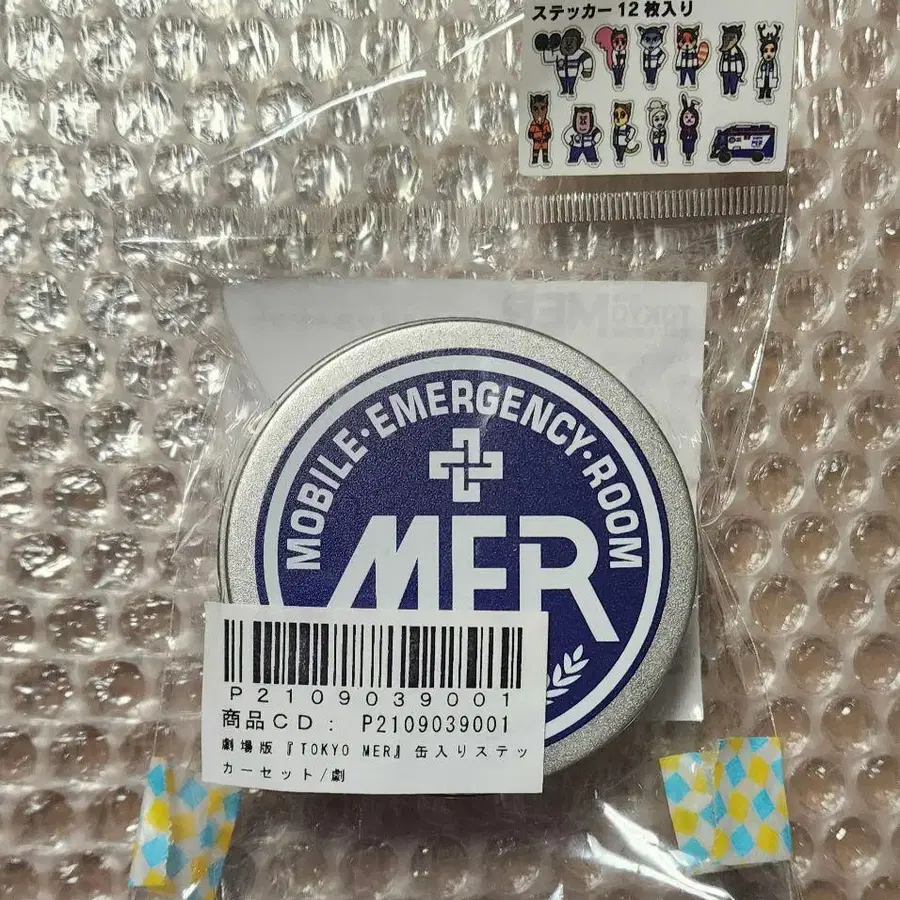 ステッカー12枚入り
MOBILE・EMERGENCY・ROOM
MER
P2109039001
商品CD: P2109039001
劇場版『TOKYO MER』缶入りステッ
カーセット/劇